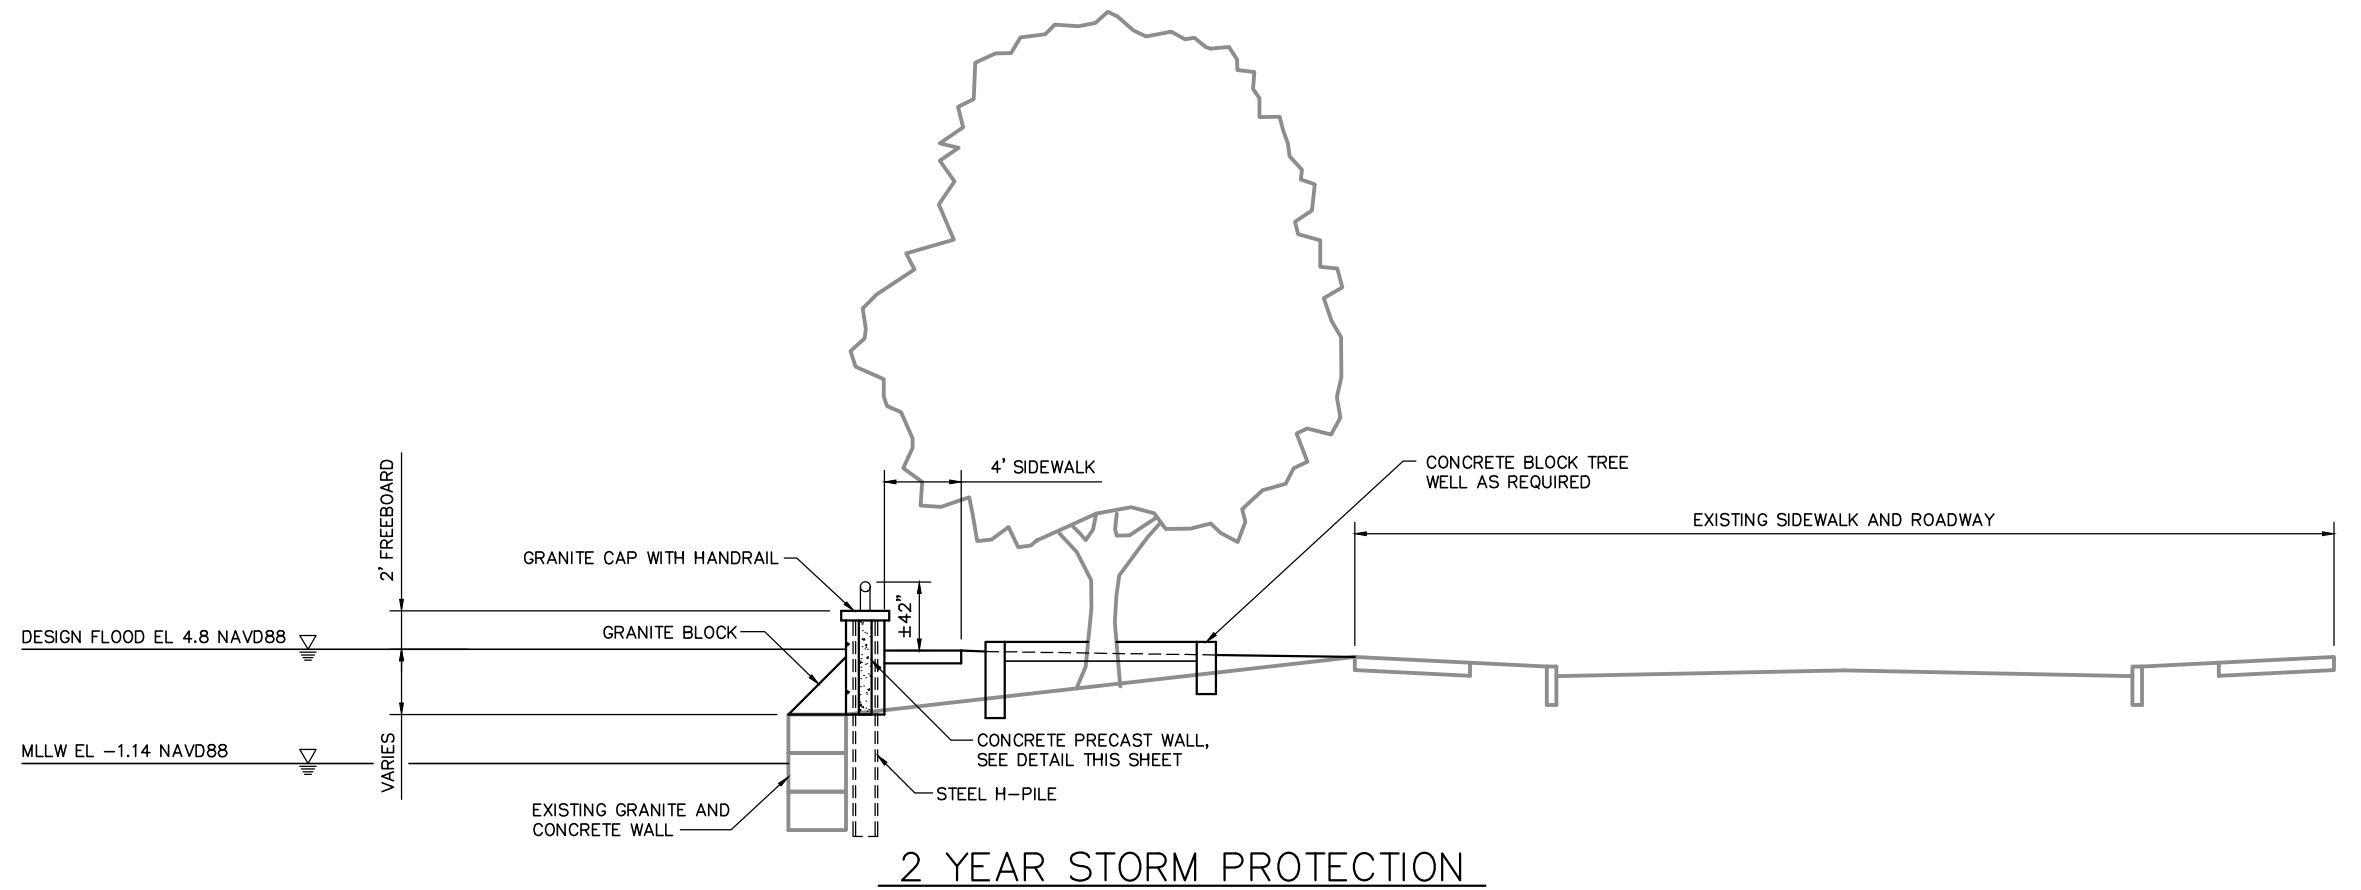 4' SIDEWALK
CONCRETE BLOCK TREE
WELL AS REQUIRED
2' FREEBOARD
EXISTING SIDEWALK AND ROADWAY
GRANITE CAP WITH HANDRAIL
±42"
GRANITE BLOCK
DESIGN FLOOD EL 4.8 NAVD88
MLLW EL -1.14 NAVD88
VARIES
CONCRETE PRECAST WALL,
SEE DETAIL THIS SHEET
STEEL H-PILE
EXISTING GRANITE AND
CONCRETE WALL
2 YEAR STORM PROTECTION